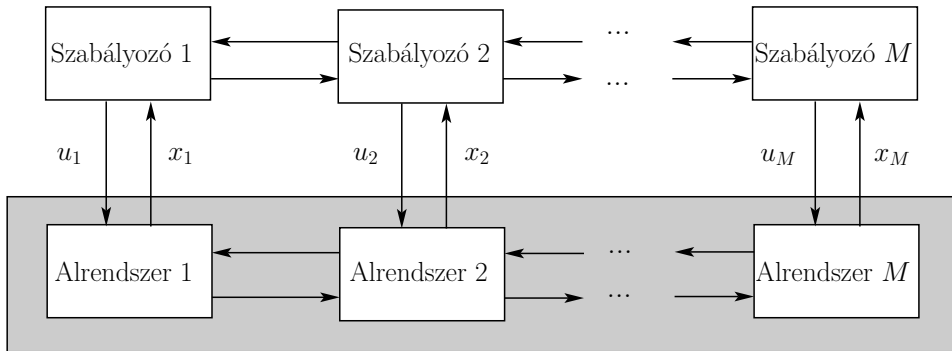 ...
Szabályozó 1
Szabályozó 2
Szabályozó M
...
u1
x1
u2
x2
uM
xM
...
Alrendszer 1
Alrendszer 2
Alrendszer M
...